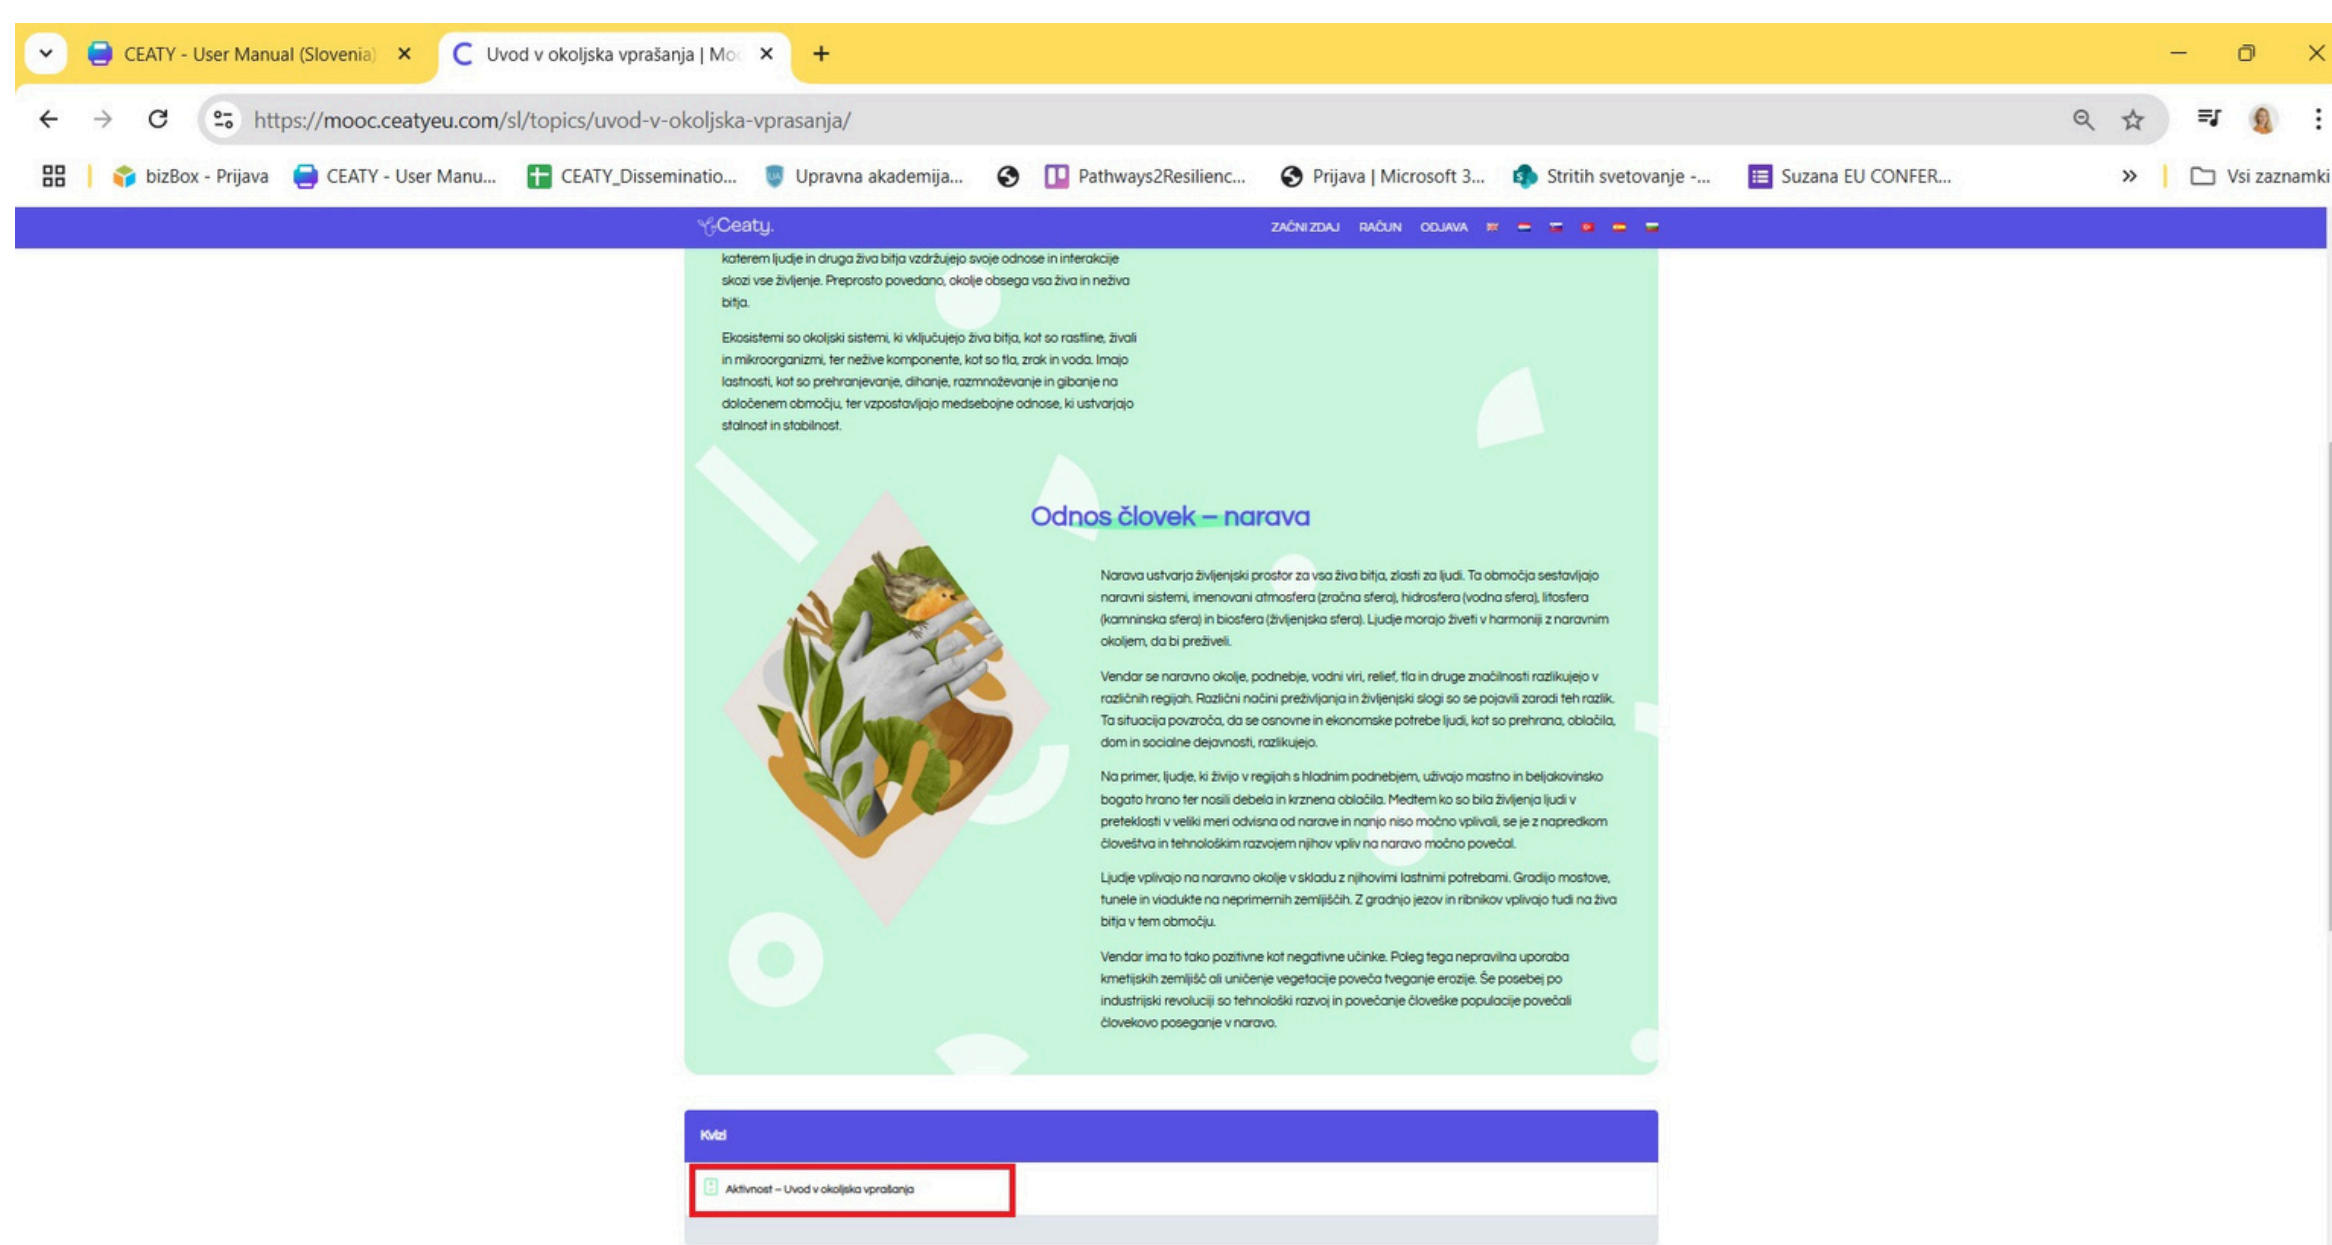 CEATY - User Manual (Slovenia)
Uvod v okoljska vprašanja | Moo
https://mooc.ceatyeu.com/sl/topics/uvod-v-okoljska-vprasanja/
bizBox - Prijava
CEATY - User Manu...
CEATY_Disseminatio...
Upravna akademija...
Pathways2Resilienc...
Prijava | Microsoft 3...
Stritih svetovanje -...
Suzana EU CONFER...
Vsi zaznamki
Ceaty.
ZAČNI ZDAJ
RAČUN
ODJAVA
katerem ljudje in druga živa bitja vzdržujejo svoje odnose in interakcije
skozi vse življenje. Preprosto povedano, okolje obsega vsa živa in neživa
bitja.
Ekosistemi so okoljski sistemi, ki vključujejo živa bitja, kot so rastline, živali
in mikroorganizmi, ter nežive komponente, kot so tla, zrak in voda. Imajo
lastnosti, kot so prehranjevanje, dihanje, razmnoževanje in gibanje na
določenem območju, ter vzpostavljajo medsebojne odnose, ki ustvarjajo
stalnost in stabilnost.
Odnos človek – narava
Narava ustvarja življenjski prostor za vsa živa bitja, zlasti za ljudi. Ta območja sestavljajo
naravni sistemi, imenovani atmosfera (zračna sfera), hidrosfera (vodna sfera), litosfera
(kamninska sfera) in biosfera (življenjska sfera). Ljudje morajo živeti v harmoniji z naravnim
okoljem, da bi preživeli.
Vendar se naravno okolje, podnebje, vodni viri, relief, tla in druge značilnosti razlikujejo v
različnih regijah. Različni načini preživljanja in življenjski slogi so se pojavili zaradi teh razlik.
Ta situacija povzroča, da se osnovne in ekonomske potrebe ljudi, kot so prehrana, oblačila,
dom in socialne dejavnosti, razlikujejo.
Na primer, ljudje, ki živijo v regijah s hladnim podnebjem, uživajo mastno in beljakovinsko
bogato hrano ter nosili debela in krznena oblačila. Medtem ko so bila življenja ljudi v
preteklosti v veliki meri odvisna od narave in nanjo niso močno vplivali, se je z napredkom
človeštva in tehnološkim razvojem njihov vpliv na naravo močno povečal.
Ljudje vplivajo na naravno okolje v skladu z njihovimi lastnimi potrebami. Gradijo mostove,
tunele in viadukte na neprimernih zemljiščih. Z gradnjo jezov in ribnikov vplivajo tudi na živa
bitja v tem območju.
Vendar ima to tako pozitivne kot negativne učinke. Poleg tega nepravilna uporaba
kmetijskih zemljišč ali uničenje vegetacije poveča tveganje erozije. Še posebej po
industrijski revoluciji so tehnološki razvoj in povečanje človeške populacije povečali
človekovo poseganje v naravo.
Kvizi
Aktivnost – Uvod v okoljska vprašanja